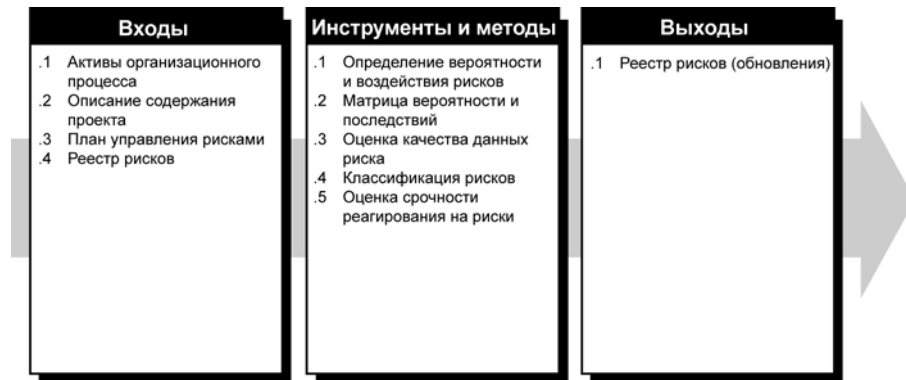 Входы
.1 Активы организационного
процесса
.2 Описание содержания
проекта
.3 План управления рисками
.4 Реестр рисков
Инструменты и методы
.1 Определение вероятности
и воздействия рисков
.2 Матрица вероятности и
последствий
.3 Оценка качества данных
риска
.4 Классификация рисков
.5 Оценка срочности
реагирования на риски
Выходы
.1 Реестр рисков (обновления)